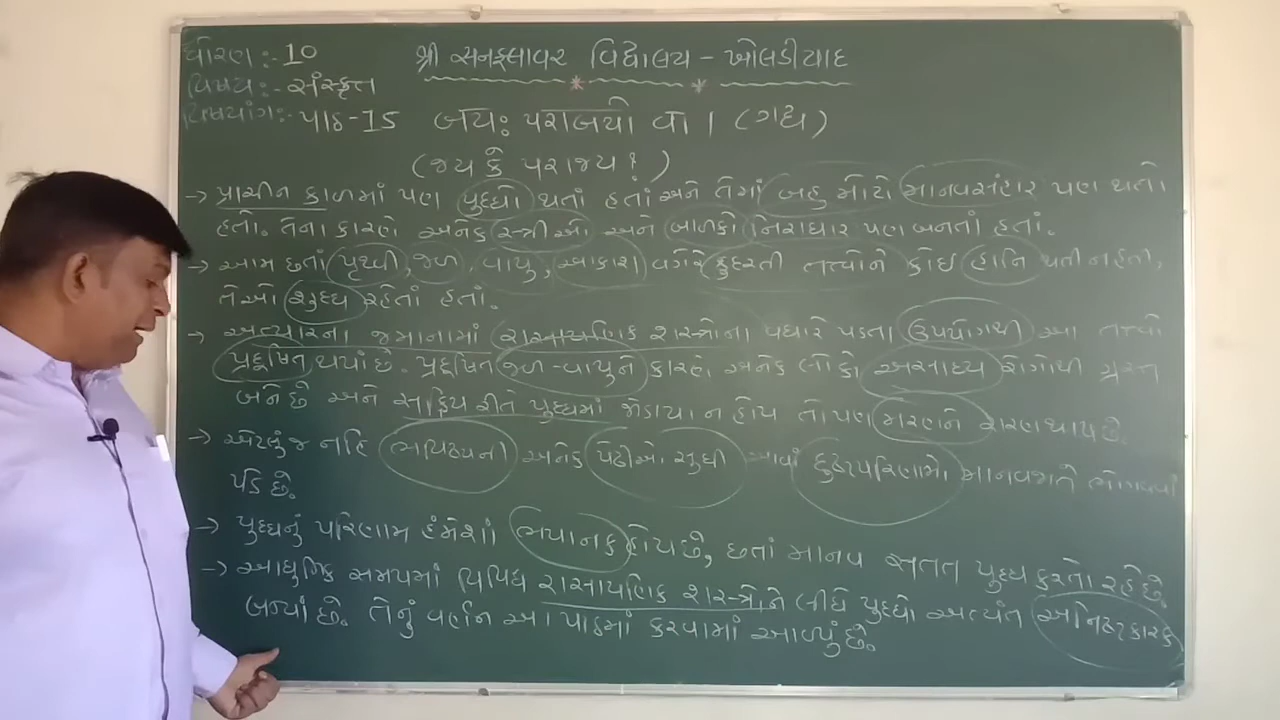 ધોરણ:- 10
શ્રી સનફ્લાવર વિદ્યાલય - ખોલડીયાદ
વિષય:- સંસ્કૃત
વિષયાંગ:- પાઠ-15 જયઃ પરાજયો વા । (ગદ્ય)
(જય કે પરાજય ? )
→ પ્રાચીન કાળમાં પણ યુદ્ધો થતાં હતાં અને તેમાં બહુ મોટો માનવસંહાર પણ થતો
હતો. તેના કારણે અનેક સ્ત્રીઓ અને બાળકો નિરાધાર પણ બનતાં હતાં.
→ આમ છતાં પૃથ્વી, જળ, વાયુ, આકાશ વગેરે કુદરતી તત્ત્વોને કોઈ હાનિ થતી ન હતી,
તેઓ શુદ્ધ રહેતાં હતાં.
→ અત્યારના જમાનામાં રાસાયણિક શસ્ત્રોના વધારે પડતા ઉપયોગથી આ તત્ત્વો
પ્રદૂષિત થયાં છે. પ્રદૂષિત જળ-વાયુને કારણે અનેક લોકો અસાધ્ય રોગોથી ગ્રસ્ત
બને છે અને સક્રિય રીતે યુદ્ધમાં જોડાયા ન હોય તો પણ મરણને શરણ થાય છે.
→ એટલું જ નહિ ભવિષ્યની અનેક પેઢીઓ સુધી આવાં દુષ્પરિણામો માનવજાતે ભોગવવાં
પડે છે.
→ યુદ્ધનું પરિણામ હંમેશાં ભયાનક હોય છે, છતાં માનવ સતત યુદ્ધ કરતો રહે છે.
→ આધુનિક સમયમાં વિવિધ રાસાયણિક શસ્ત્રોને લીધે યુદ્ધો અત્યંત અનિષ્ટકારક
બન્યાં છે. તેનું વર્ણન આ પાઠમાં કરવામાં આવ્યું છે.